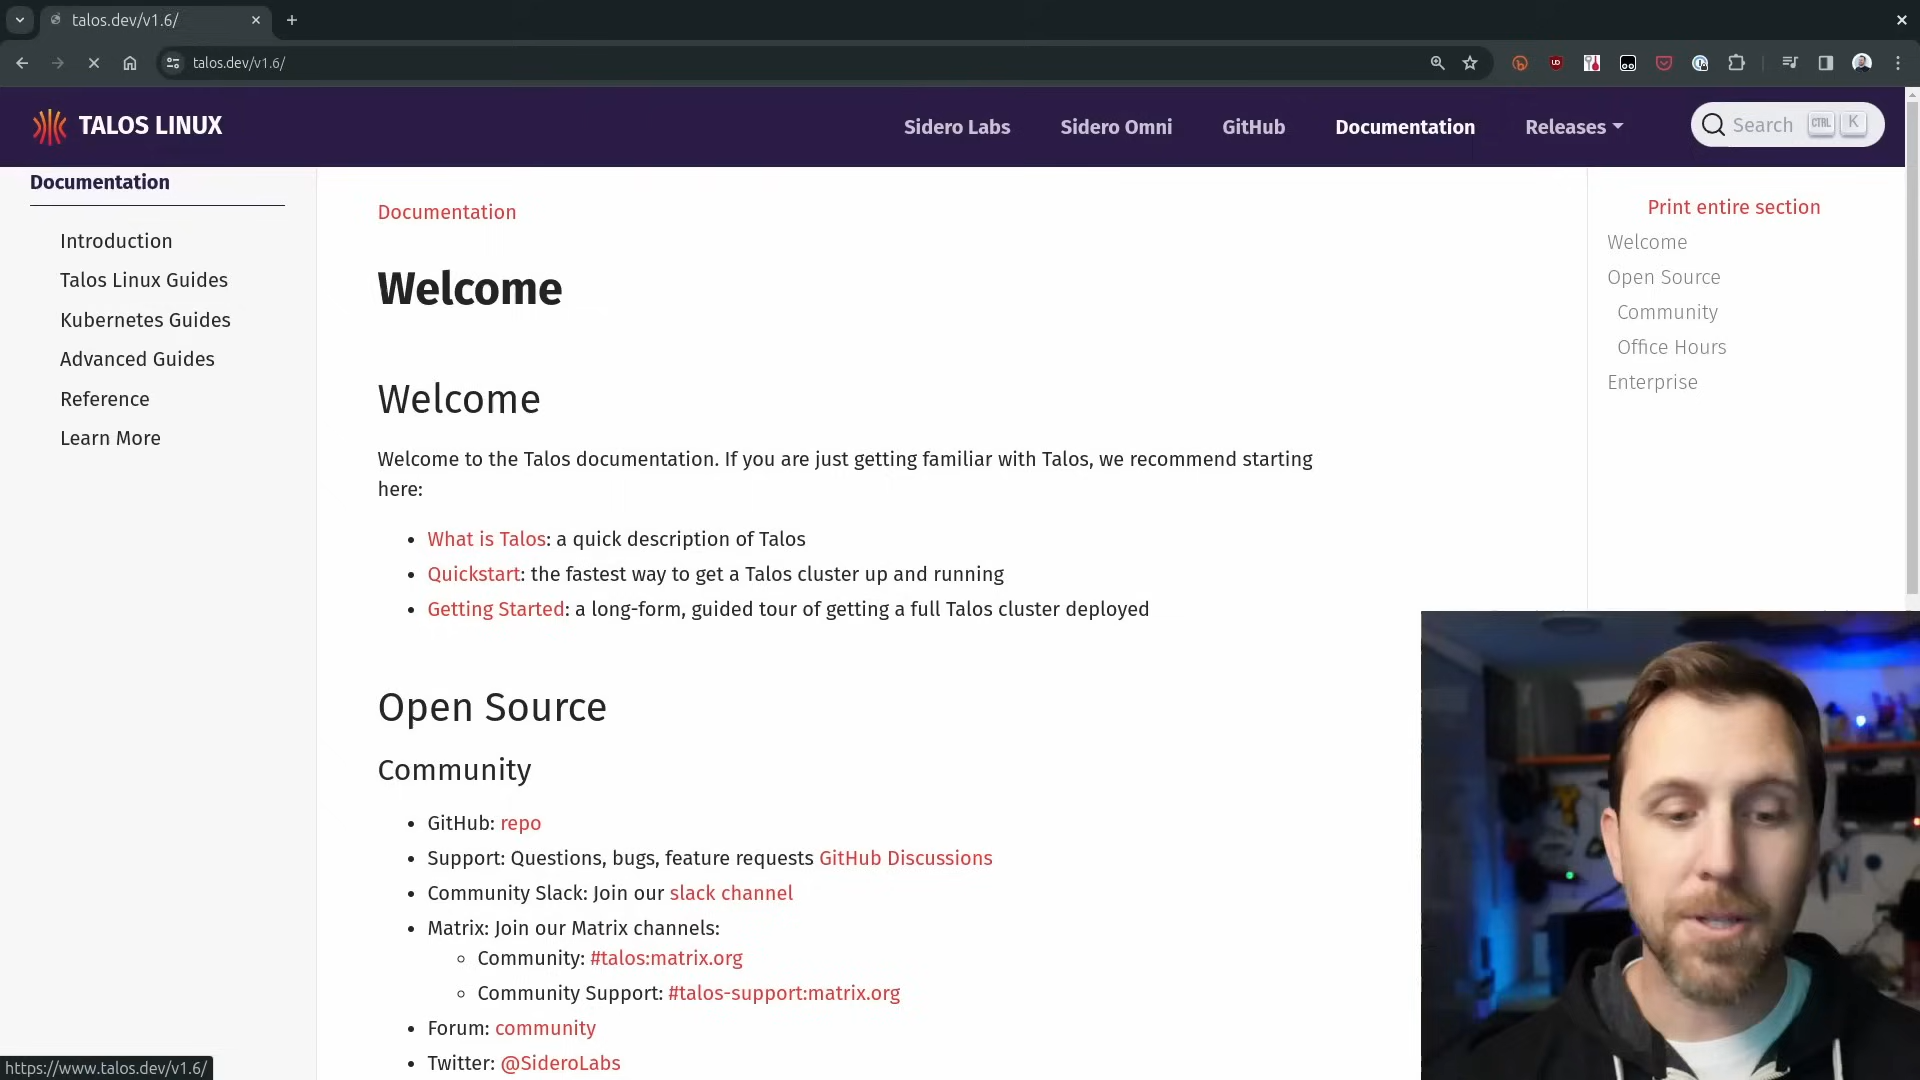 talos.dev/v1.6/
talos.dev/v1.6/
TALOS LINUX
Sidero Labs
Sidero Omni
GitHub
Documentation
Releases
Search
CTRL
K
Documentation
Introduction
Talos Linux Guides
Kubernetes Guides
Advanced Guides
Reference
Learn More
Documentation
Welcome
Welcome
Welcome to the Talos documentation. If you are just getting familiar with Talos, we recommend starting
here:
• What is Talos: a quick description of Talos
• Quickstart: the fastest way to get a Talos cluster up and running
• Getting Started: a long-form, guided tour of getting a full Talos cluster deployed
Open Source
Community
• GitHub: repo
• Support: Questions, bugs, feature requests GitHub Discussions
• Community Slack: Join our slack channel
• Matrix: Join our Matrix channels:
◦ Community: #talos:matrix.org
◦ Community Support: #talos-support:matrix.org
• Forum: community
• Twitter: @SideroLabs
Print entire section
Welcome
Open Source
Community
Office Hours
Enterprise
https://www.talos.dev/v1.6/